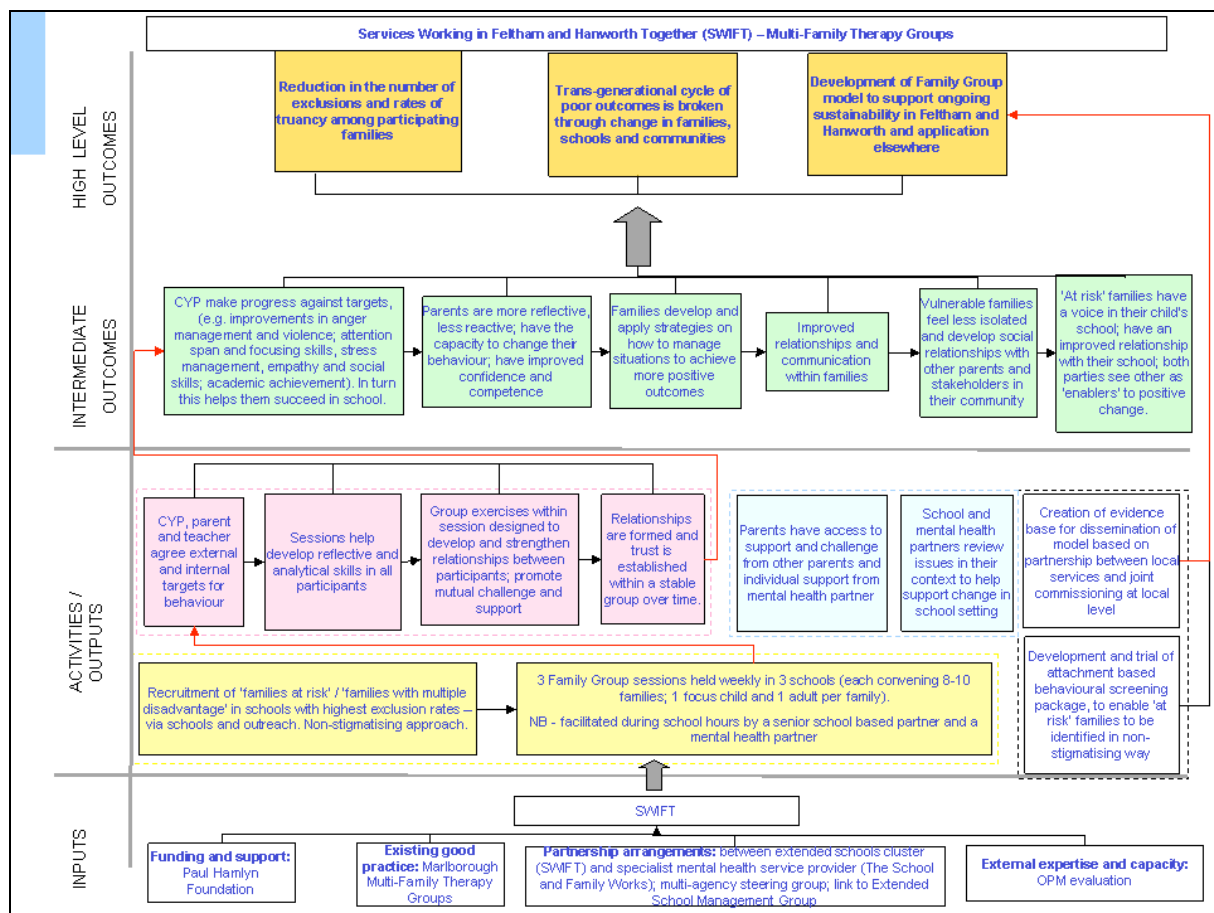 Services Working in Feltham and Hanworth Together (SWIFT) – Multi-Family Therapy Groups
HIGH LEVEL
OUTCOMES
Reduction in the number of
exclusions and rates of
truancy among participating
families
Trans-generational cycle of
poor outcomes is broken
through change in families,
schools and communities
Development of Family Group
model to support ongoing
sustainability in Feltham and
Hanworth and application
elsewhere
INTERMEDIATE
OUTCOMES
CYP make progress against targets,
(e.g. improvements in anger
management and violence; attention
span and focusing skills, stress
management, empathy and social
skills; academic achievement). In turn
this helps them succeed in school.
Parents are more reflective,
less reactive; have the
capacity to change their
behaviour; have improved
confidence and
competence
Families develop and
apply strategies on
how to manage
situations to achieve
more positive
outcomes
Improved
relationships and
communication
within families
Vulnerable families
feel less isolated
and develop social
relationships with
other parents and
stakeholders in
their community
'At risk' families have
a voice in their child's
school; have an
improved relationship
with their school; both
parties see other as
'enablers' to positive
change.
ACTIVITIES /
OUTPUTS
CYP, parent
and teacher
agree external
and internal
targets for
behaviour
Sessions help
develop reflective and
analytical skills in all
participants
Group exercises within
session designed to
develop and strengthen
relationships between
participants; promote
mutual challenge and
support
Relationships
are formed and
trust is
established
within a stable
group over time.
Parents have access to
support and challenge
from other parents and
individual support from
mental health partner
School and
mental health
partners review
issues in their
context to help
support change in
school setting
Creation of evidence
base for dissemination of
model based on
partnership between local
services and joint
commissioning at local
level
Recruitment of 'families at risk' / 'families with multiple
disadvantage' in schools with highest exclusion rates –
via schools and outreach. Non-stigmatising approach.
3 Family Group sessions held weekly in 3 schools (each convening 8-10
families; 1 focus child and 1 adult per family).
NB - facilitated during school hours by a senior school based partner and a
mental health partner
Development and trial of
attachment based
behavioural screening
package, to enable 'at
risk' families to be
identified in non-
stigmatising way
INPUTS
SWIFT
Funding and support:
Paul Hamlyn
Foundation
Existing good
practice: Marlborough
Multi-Family Therapy
Groups
Partnership arrangements: between extended schools cluster
(SWIFT) and specialist mental health service provider (The School
and Family Works); multi-agency steering group; link to Extended
School Management Group
External expertise and capacity:
OPM evaluation